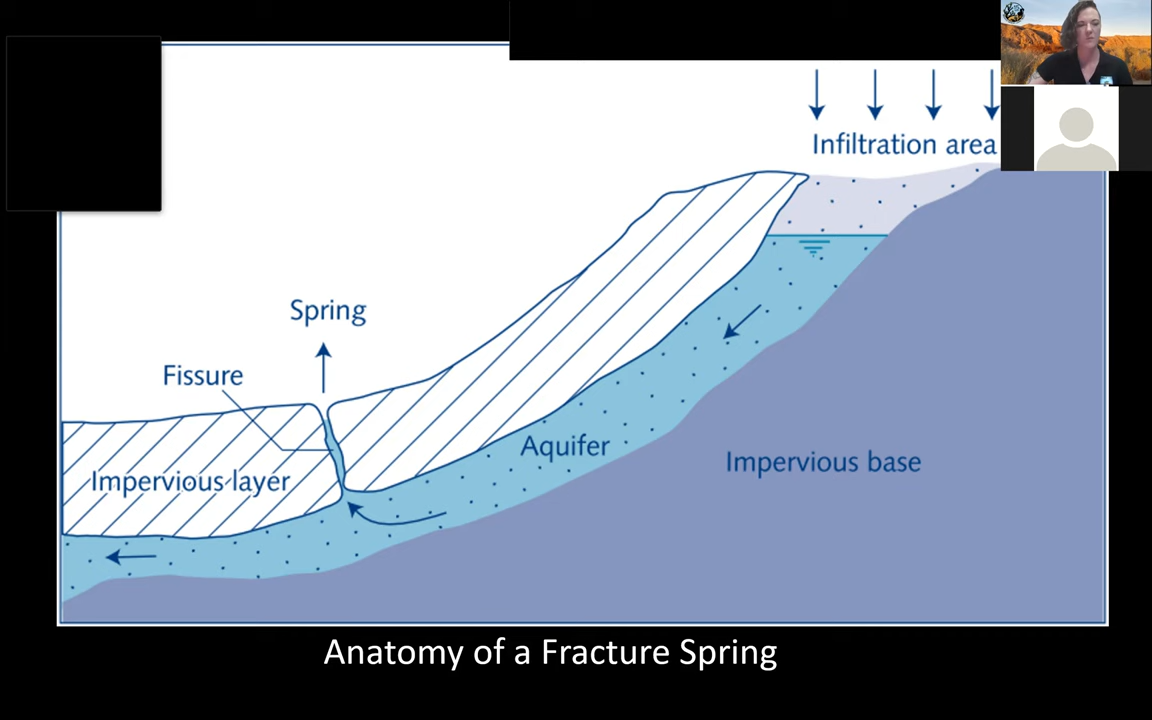 Infiltration area
Spring
Fissure
Aquifer
Impervious base
Impervious layer
Anatomy of a Fracture Spring